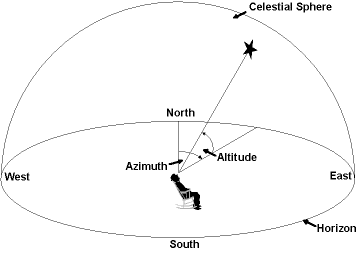 Celestial Sphere
North
Altitude
Azimuth
West
East
Horizon
South